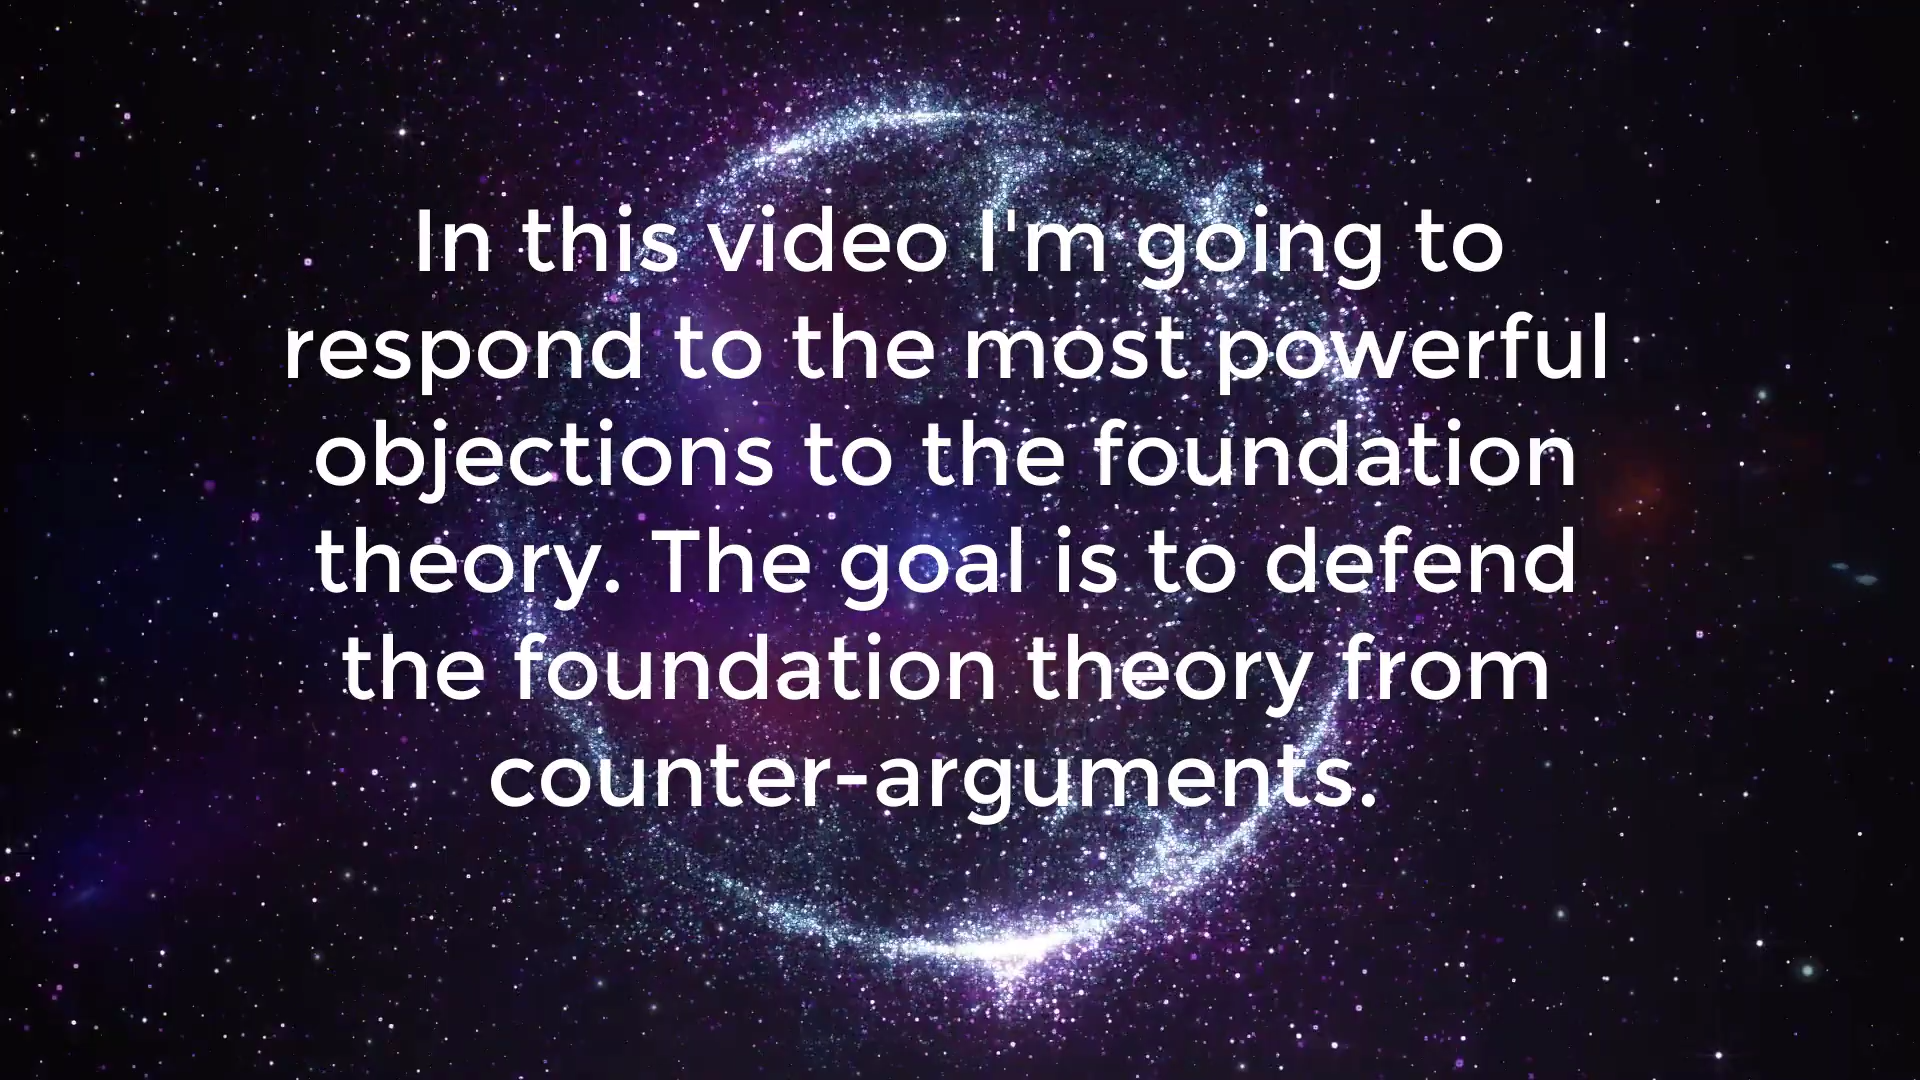 In this video I'm going to
respond to the most powerful
objections to the foundation
theory. The goal is to defend
the foundation theory from
counter-arguments.